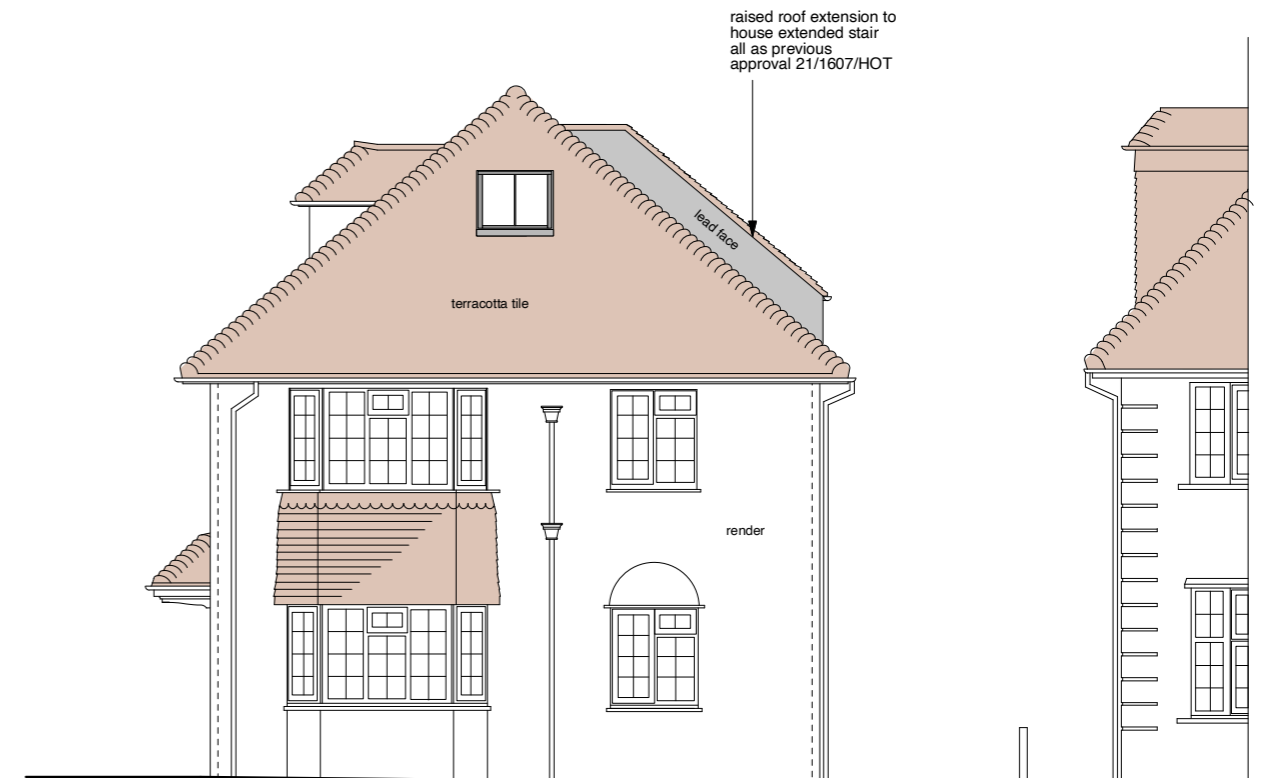 raised roof extension to
house extended stair
all as previous
approval 21/1607/HOT
lead face
terracotta tile
render